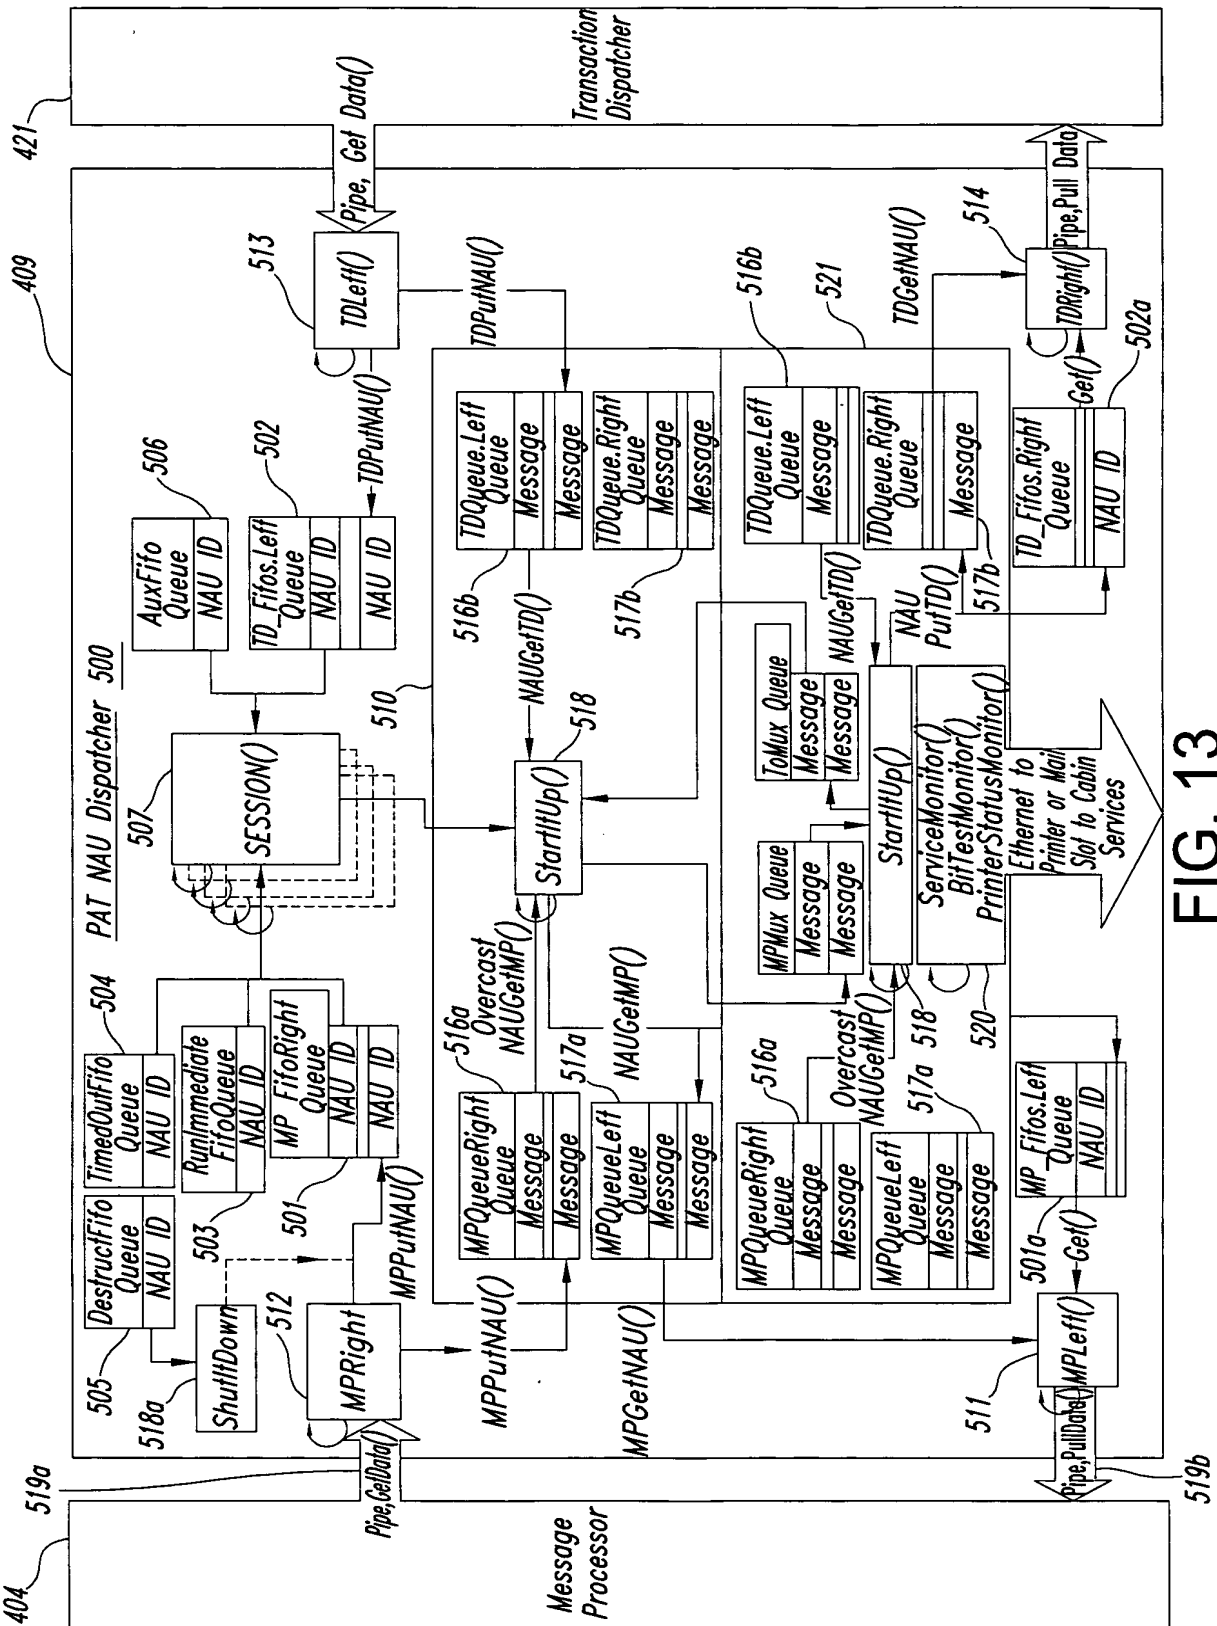 404
Message
Processor
519a
Pipe,GetData()
519b
Pipe,PullData()
409
PAT NAU Dispatcher 500
421
Transaction
Dispatcher
Pipe, Get Data()
Pipe,Pull Data
505
DestructFifo
Queue
NAU ID
504
TimedOutFifo
Queue
NAU ID
518a
ShutItDown
503
RunImmediate
FifoQueue
NAU ID
501
MP_FifoRight
Queue
NAU ID
NAU ID
512
MPRight
MPPutNAU()
MPPutNAU()
507
SESSION()
506
AuxFifo
Queue
NAU ID
502
TD_Fifos.Left
Queue
NAU ID
NAU ID
TDPutNAU()
513
TDLeft()
TDPutNAU()
510
516a
MPQueueRight
Queue
Message
Message
Overcast
NAUGetMP()
517a
MPQueueLeft
Queue
Message
Message
NAUGetMP()
518
StartItUp()
NAUGetTD()
516b
TDQueue.Left
Queue
Message
Message
517b
TDQueue.Right
Queue
Message
Message
521
MPGetNAU()
516a
MPQueueRight
Queue
Message
Message
Overcast
NAUGetMP()
517a
MPQueueLeft
Queue
Message
Message
MPMux Queue
Message
Message
ToMux Queue
Message
Message
518
StartItUp()
520
ServiceMonitor()
BitTestMonitor()
PrinterStatusMonitor()
NAUGetTD()
516b
TDQueue.Left
Queue
Message
NAU
PutTD()
517b
TDQueue.Right
Queue
Message
TDGetNAU()
514
TDRight()
Get()
502a
TD_Fifos.Right
Queue
NAU ID
511
MPLeft()
Get()
501a
MP_Fifos.Left
Queue
NAU ID
Ethernet to
Printer or Mail
Slot to Cabin
Services
FIG. 13